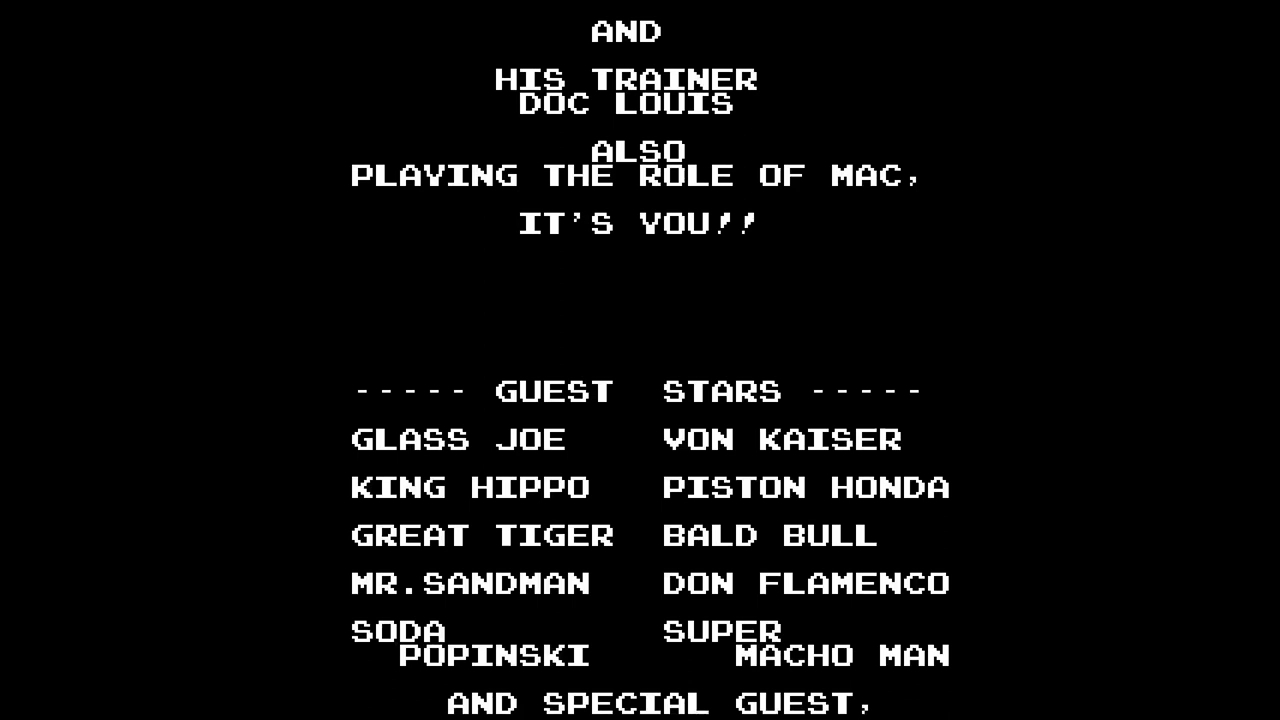 AND
HIS TRAINER
DOC LOUIS
ALSO
PLAYING THE ROLE OF MAC,
IT'S YOU!!
----- GUEST STARS -----
GLASS JOE VON KAISER
KING HIPPO PISTON HONDA
GREAT TIGER BALD BULL
MR.SANDMAN DON FLAMENCO
SODA SUPER
POPINSKI MACHO MAN
AND SPECIAL GUEST,